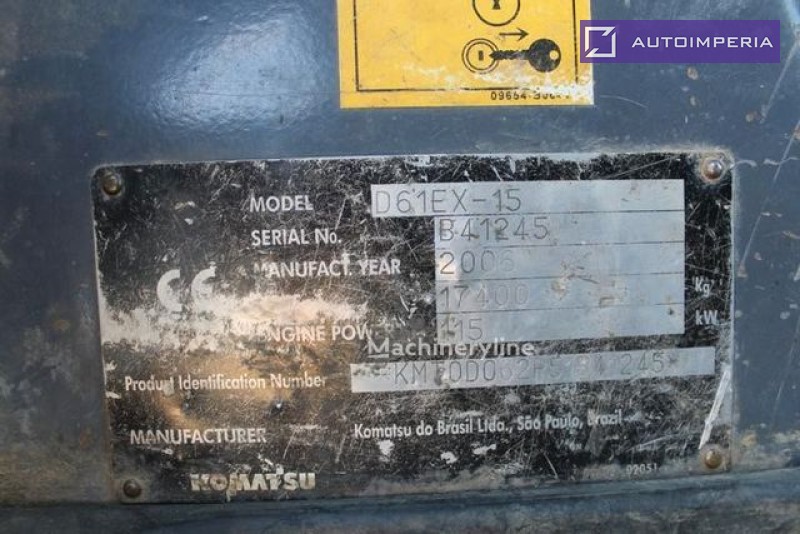 AUTOIMPERIA
MODEL D61EX-15
SERIAL No. B41245
MANUFACT. YEAR 2006
17400 Kg
ENGINE POW. 115 kW
Machineryline
Product Identification Number
MANUFACTURER Komatsu do Brasil Ltda., São Paulo, Brazil
KOMATSU 92051